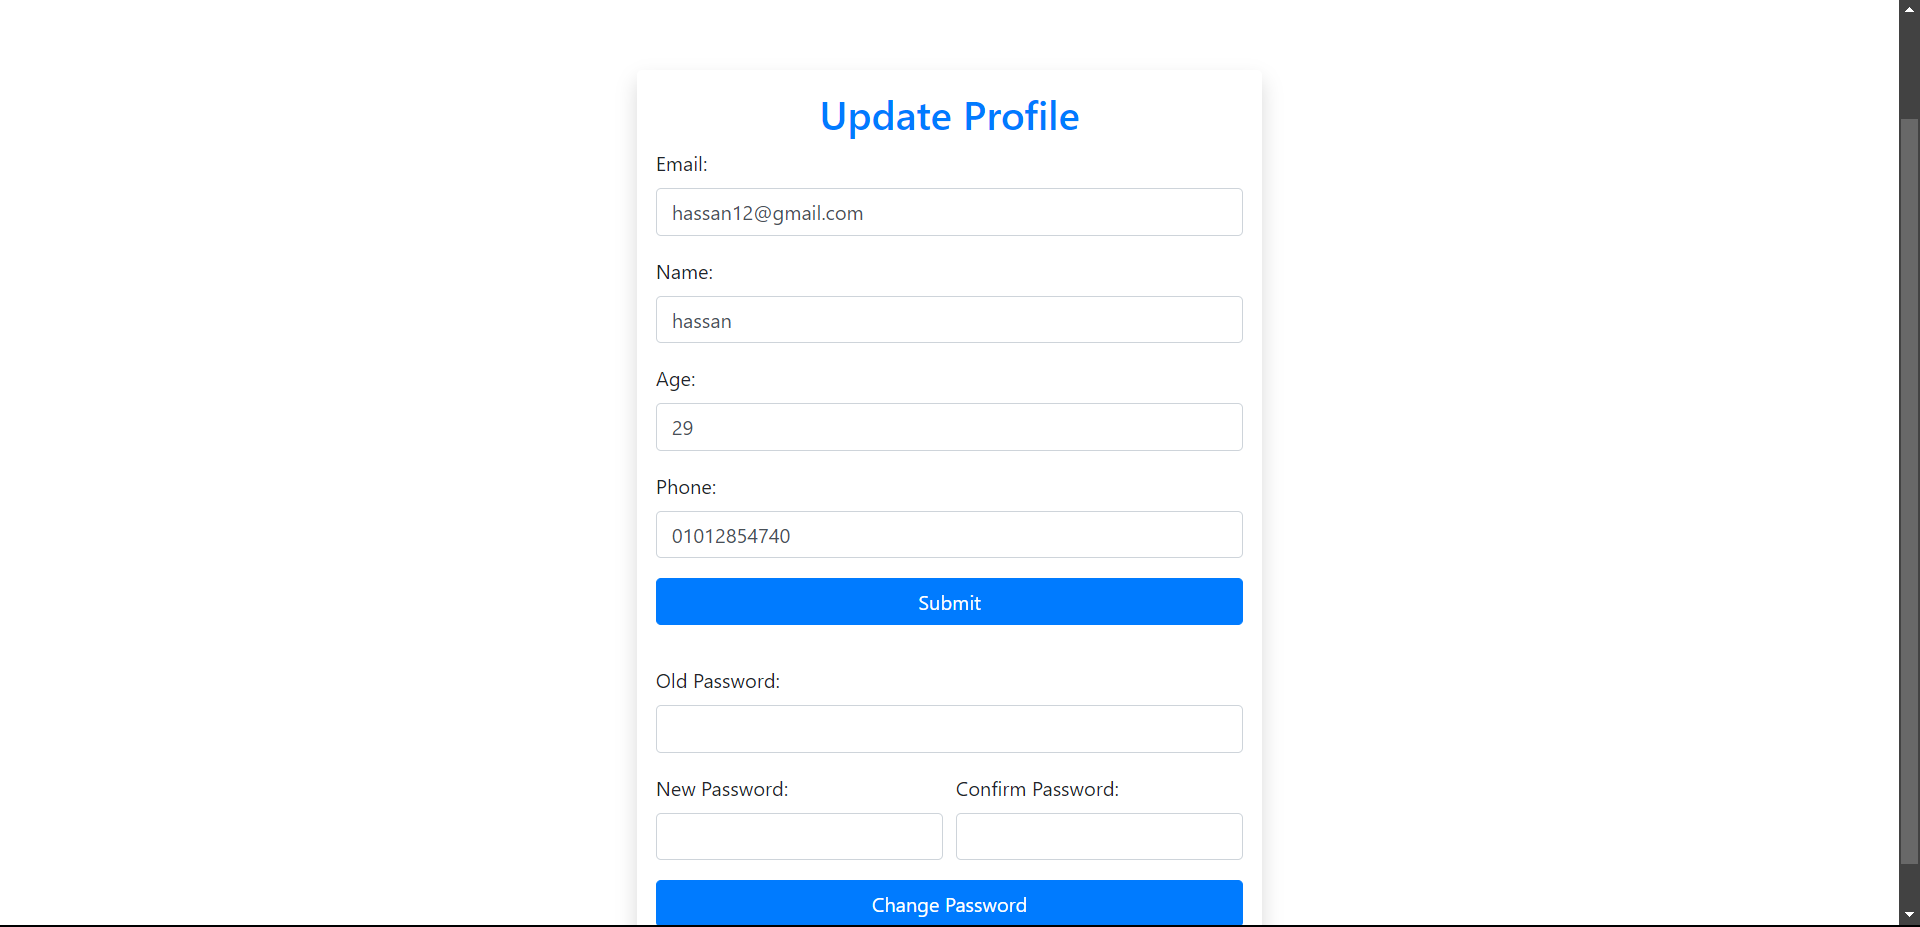 Update Profile
Email:
hassan12@gmail.com
Name:
hassan
Age:
29
Phone:
01012854740
Submit
Old Password:
New Password: Confirm Password:
Change Password